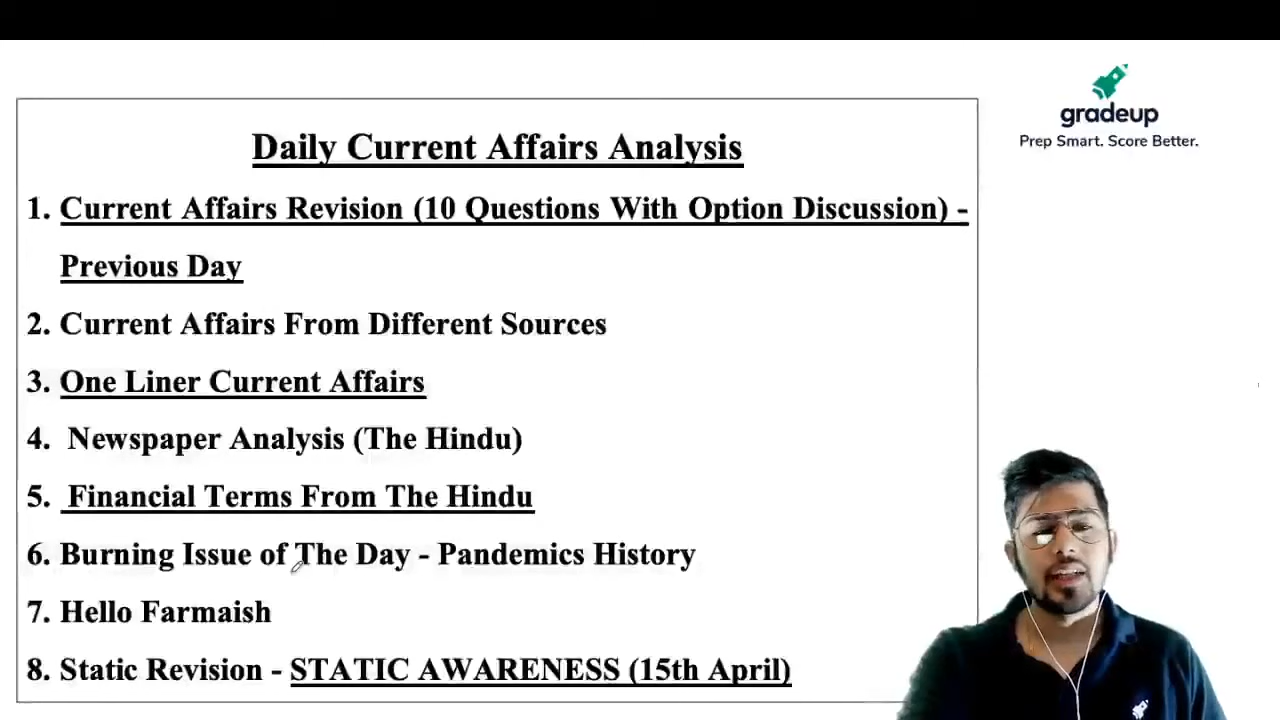 gradeup
Prep Smart. Score Better.
Daily Current Affairs Analysis
1. Current Affairs Revision (10 Questions With Option Discussion) -
Previous Day
2. Current Affairs From Different Sources
3. One Liner Current Affairs
4. Newspaper Analysis (The Hindu)
5. Financial Terms From The Hindu
6. Burning Issue of The Day - Pandemics History
7. Hello Farmaish
8. Static Revision - STATIC AWARENESS (15th April)